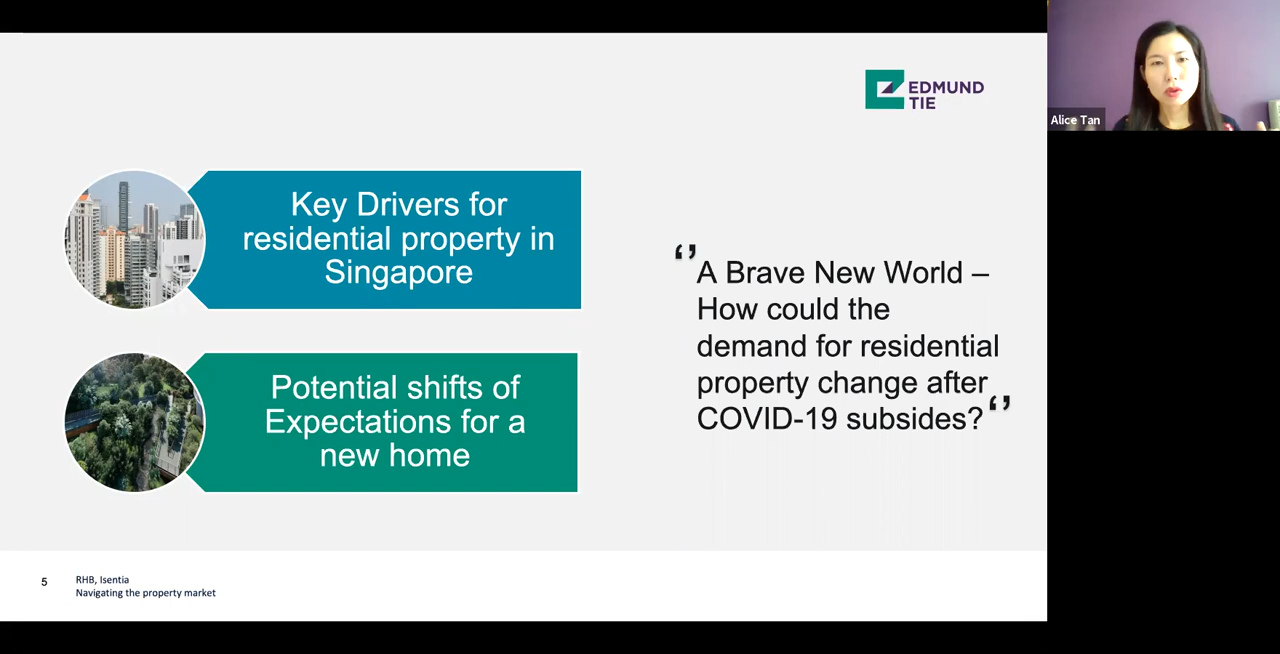 EDMUND
TIE
Alice Tan
Key Drivers for
residential property in
Singapore
Potential shifts of
Expectations for a
new home
‘’
A Brave New World –
How could the
demand for residential
property change after
COVID-19 subsides?
‘’
5
RHB, Isentia
Navigating the property market